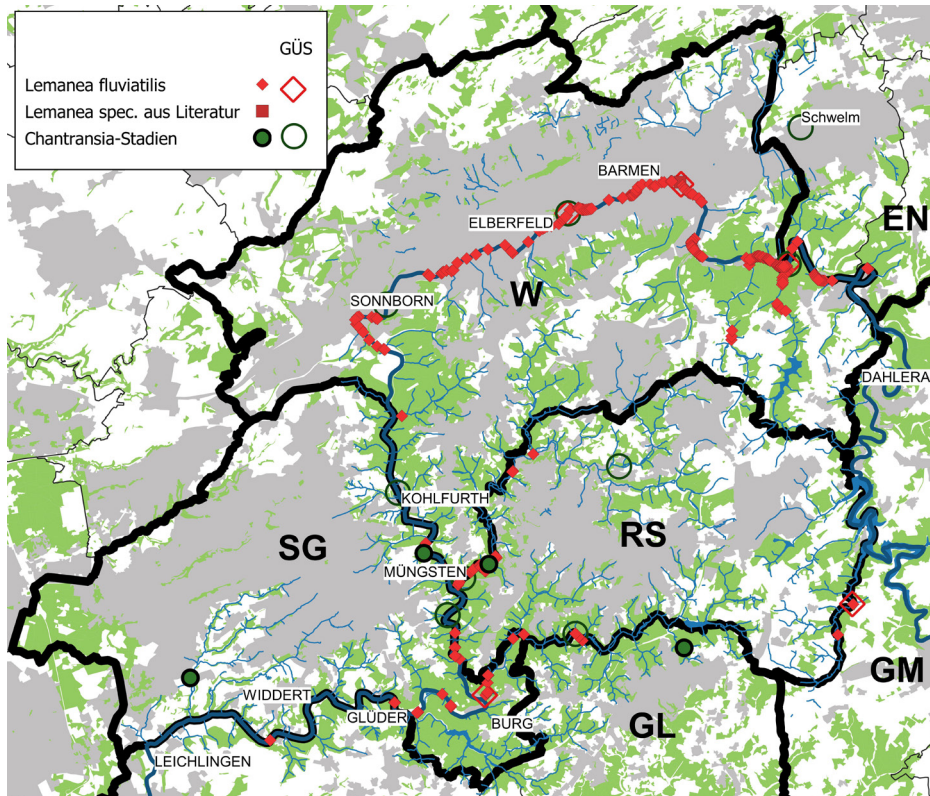 GÜS
Lemanea fluviatilis
Lemanea spec. aus Literatur
Chantransia-Stadien
Schwelm
BARMEN
EN
ELBERFELD
W
SONNBORN
DAHLERA
KOHLFURTH
SG
RS
MÜNGSTEN
GM
WIDDERT
GLÜDER
BURG
GL
LEICHLINGEN